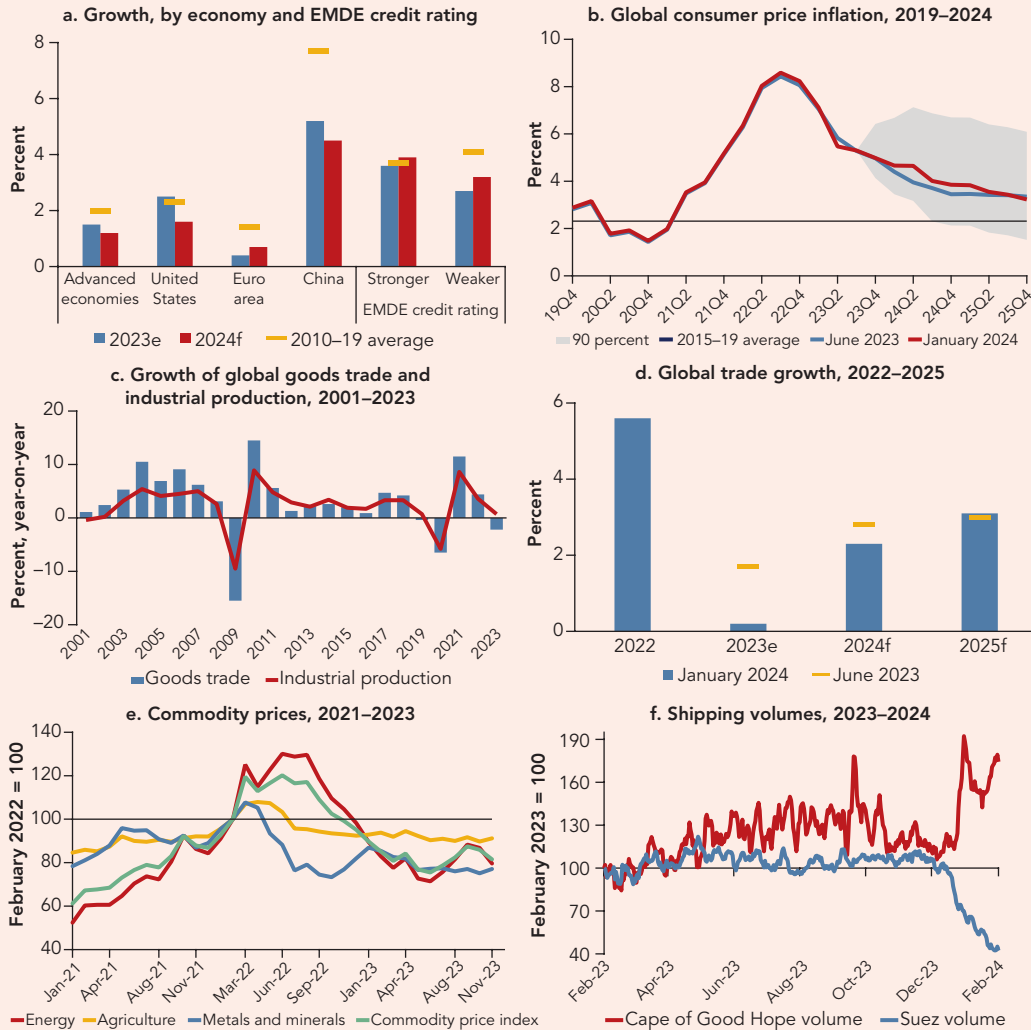 a. Growth, by economy and EMDE credit rating
Percent
8
6
4
2
0
Advanced economies
United States
Euro area
China
Stronger
Weaker
EMDE credit rating
2023e 2024f 2010–19 average
b. Global consumer price inflation, 2019–2024
Percent
10
8
6
4
2
0
19Q4 20Q2 20Q4 21Q2 21Q4 22Q2 22Q4 23Q2 23Q4 24Q2 24Q4 25Q2 25Q4
90 percent 2015–19 average June 2023 January 2024
c. Growth of global goods trade and
industrial production, 2001–2023
Percent, year-on-year
20
10
0
–10
–20
2001 2003 2005 2007 2009 2011 2013 2015 2017 2019 2021 2023
Goods trade Industrial production
d. Global trade growth, 2022–2025
Percent
6
4
2
0
2022 2023e 2024f 2025f
January 2024 June 2023
e. Commodity prices, 2021–2023
February 2022 = 100
140
120
100
80
60
40
Jan-21 Apr-21 Aug-21 Nov-21 Mar-22 Jun-22 Sep-22 Jan-23 Apr-23 Aug-23 Nov-23
Energy Agriculture Metals and minerals Commodity price index
f. Shipping volumes, 2023–2024
February 2023 = 100
190
160
130
100
70
40
Feb-23 Apr-23 Jun-23 Aug-23 Oct-23 Dec-23 Feb-24
Cape of Good Hope volume Suez volume